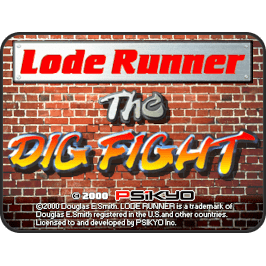 Lode Runner
The
DIG FIGHT
© 2000 PSIKYO
©2000 Douglas E.Smith. LODE RUNNER is a trademark of
Douglas E.Smith registered in the U.S.and other countries.
Licensed to and developed by PSIKYO Inc.